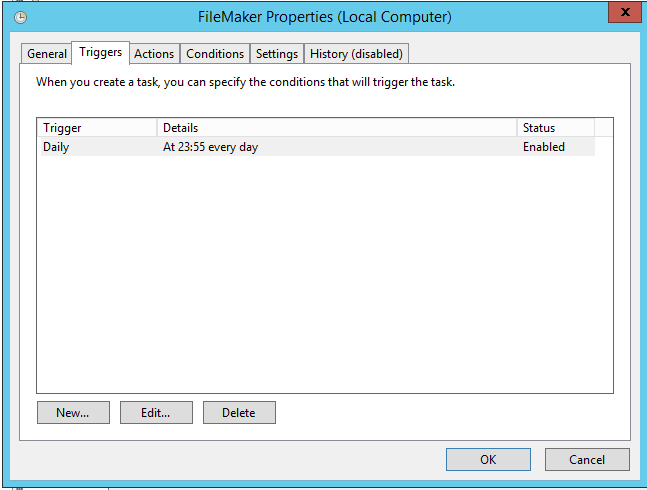 FileMaker Properties (Local Computer)
x
General Triggers Actions Conditions Settings History (disabled)
When you create a task, you can specify the conditions that will trigger the task.
Trigger Details Status
Daily At 23:55 every day Enabled
New... Edit... Delete
OK Cancel